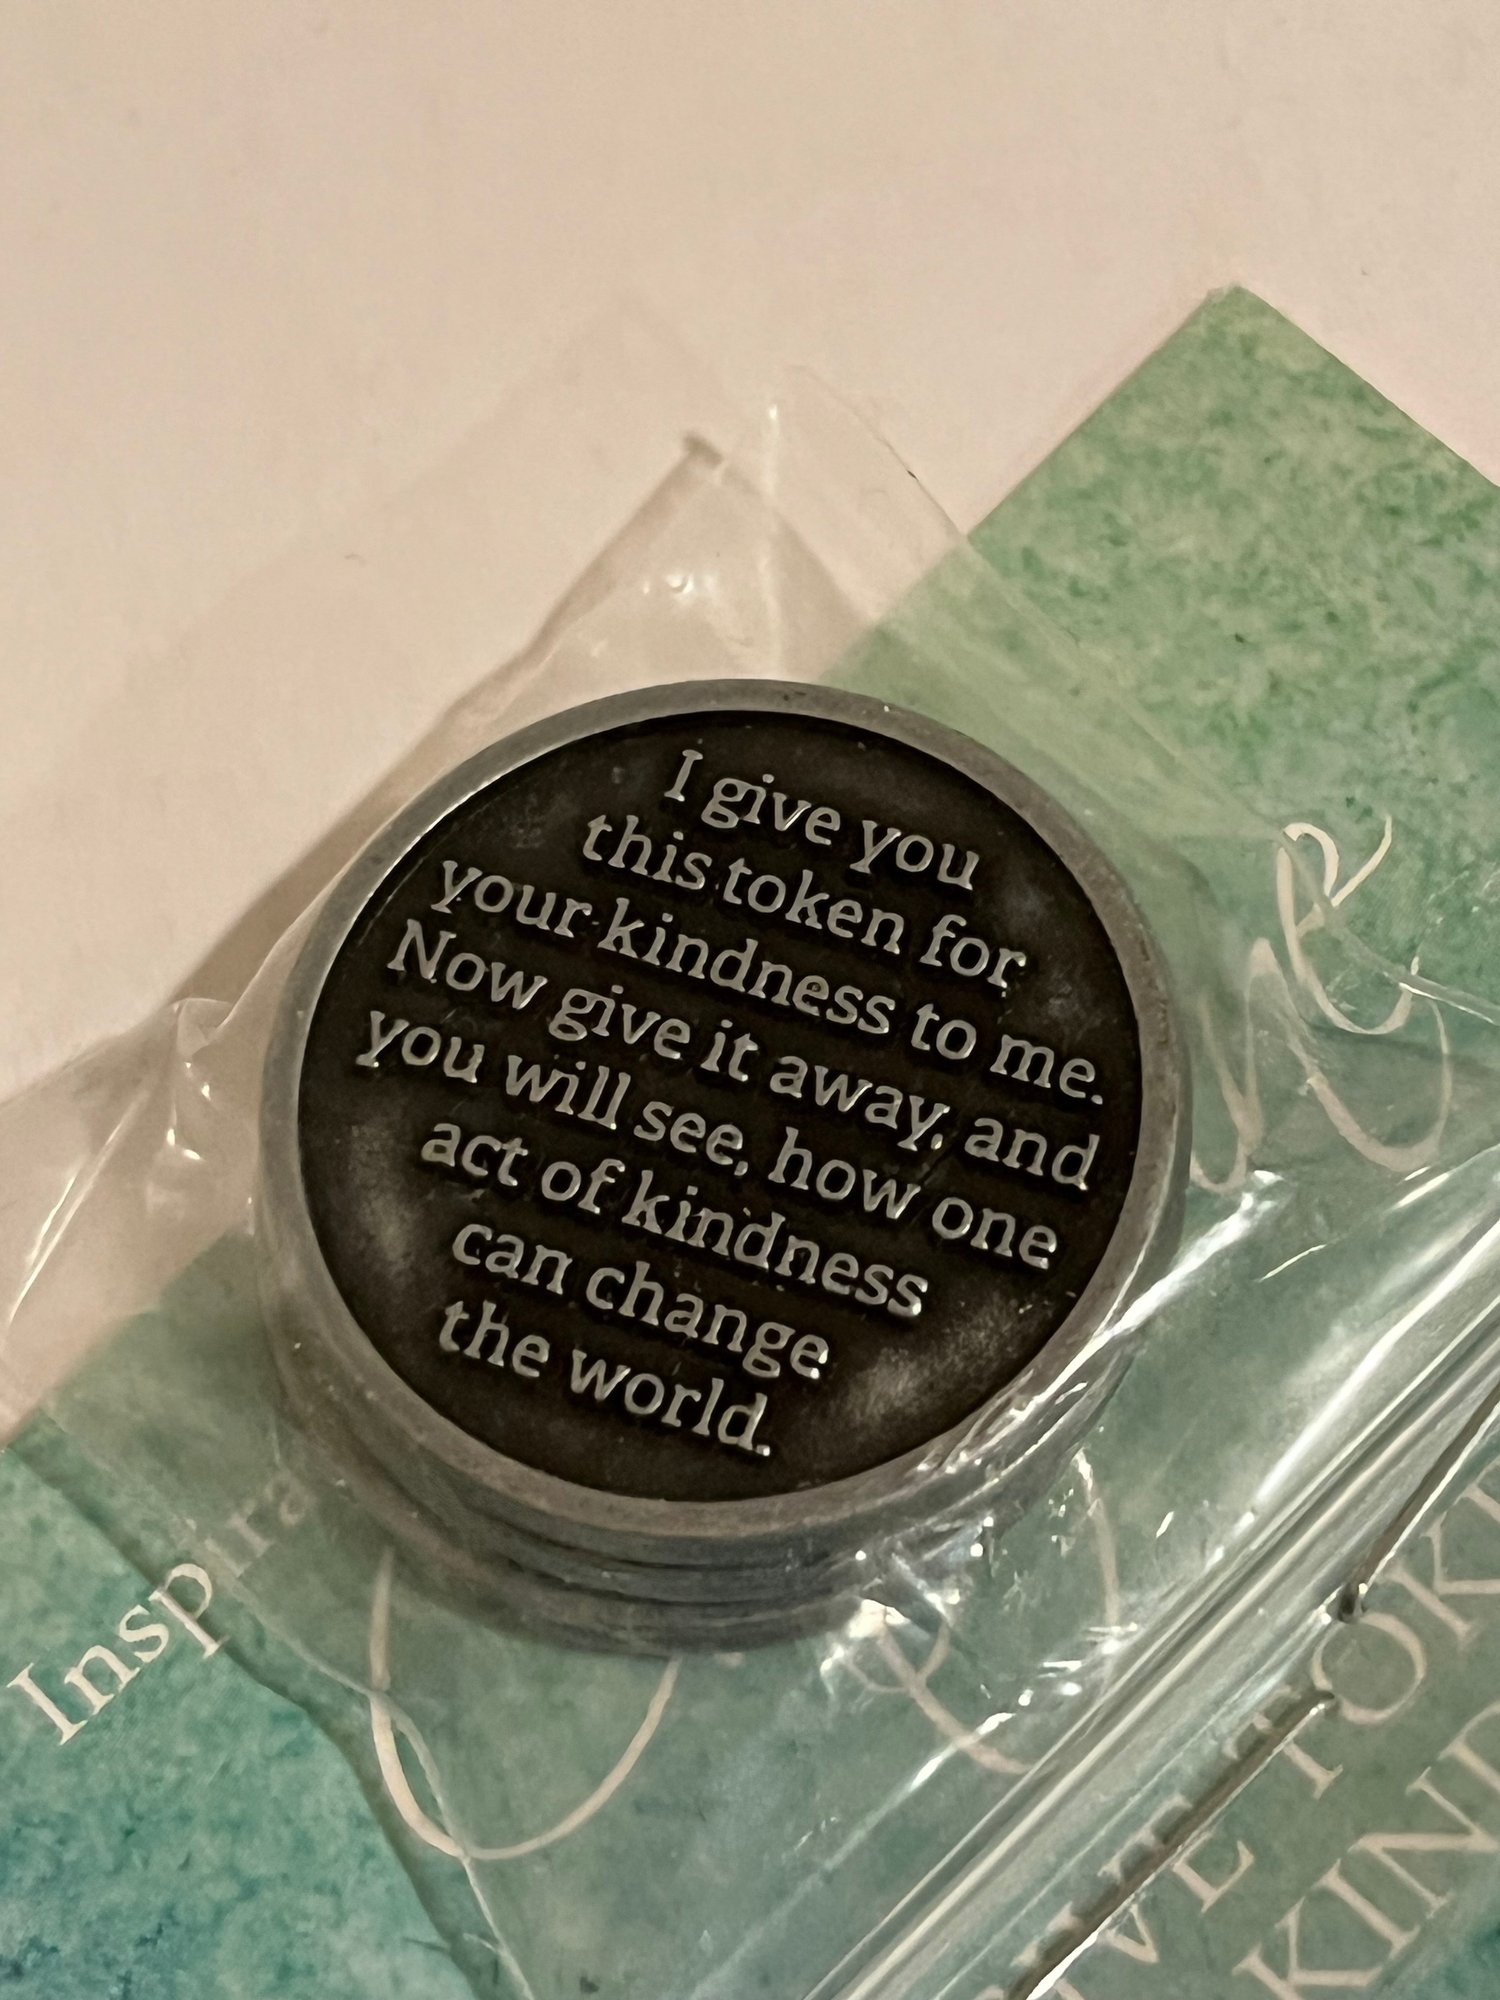 I give you
this token for
your kindness to me.
Now give it away, and
you will see, how one
act of kindness
can change
the world.
Inspire